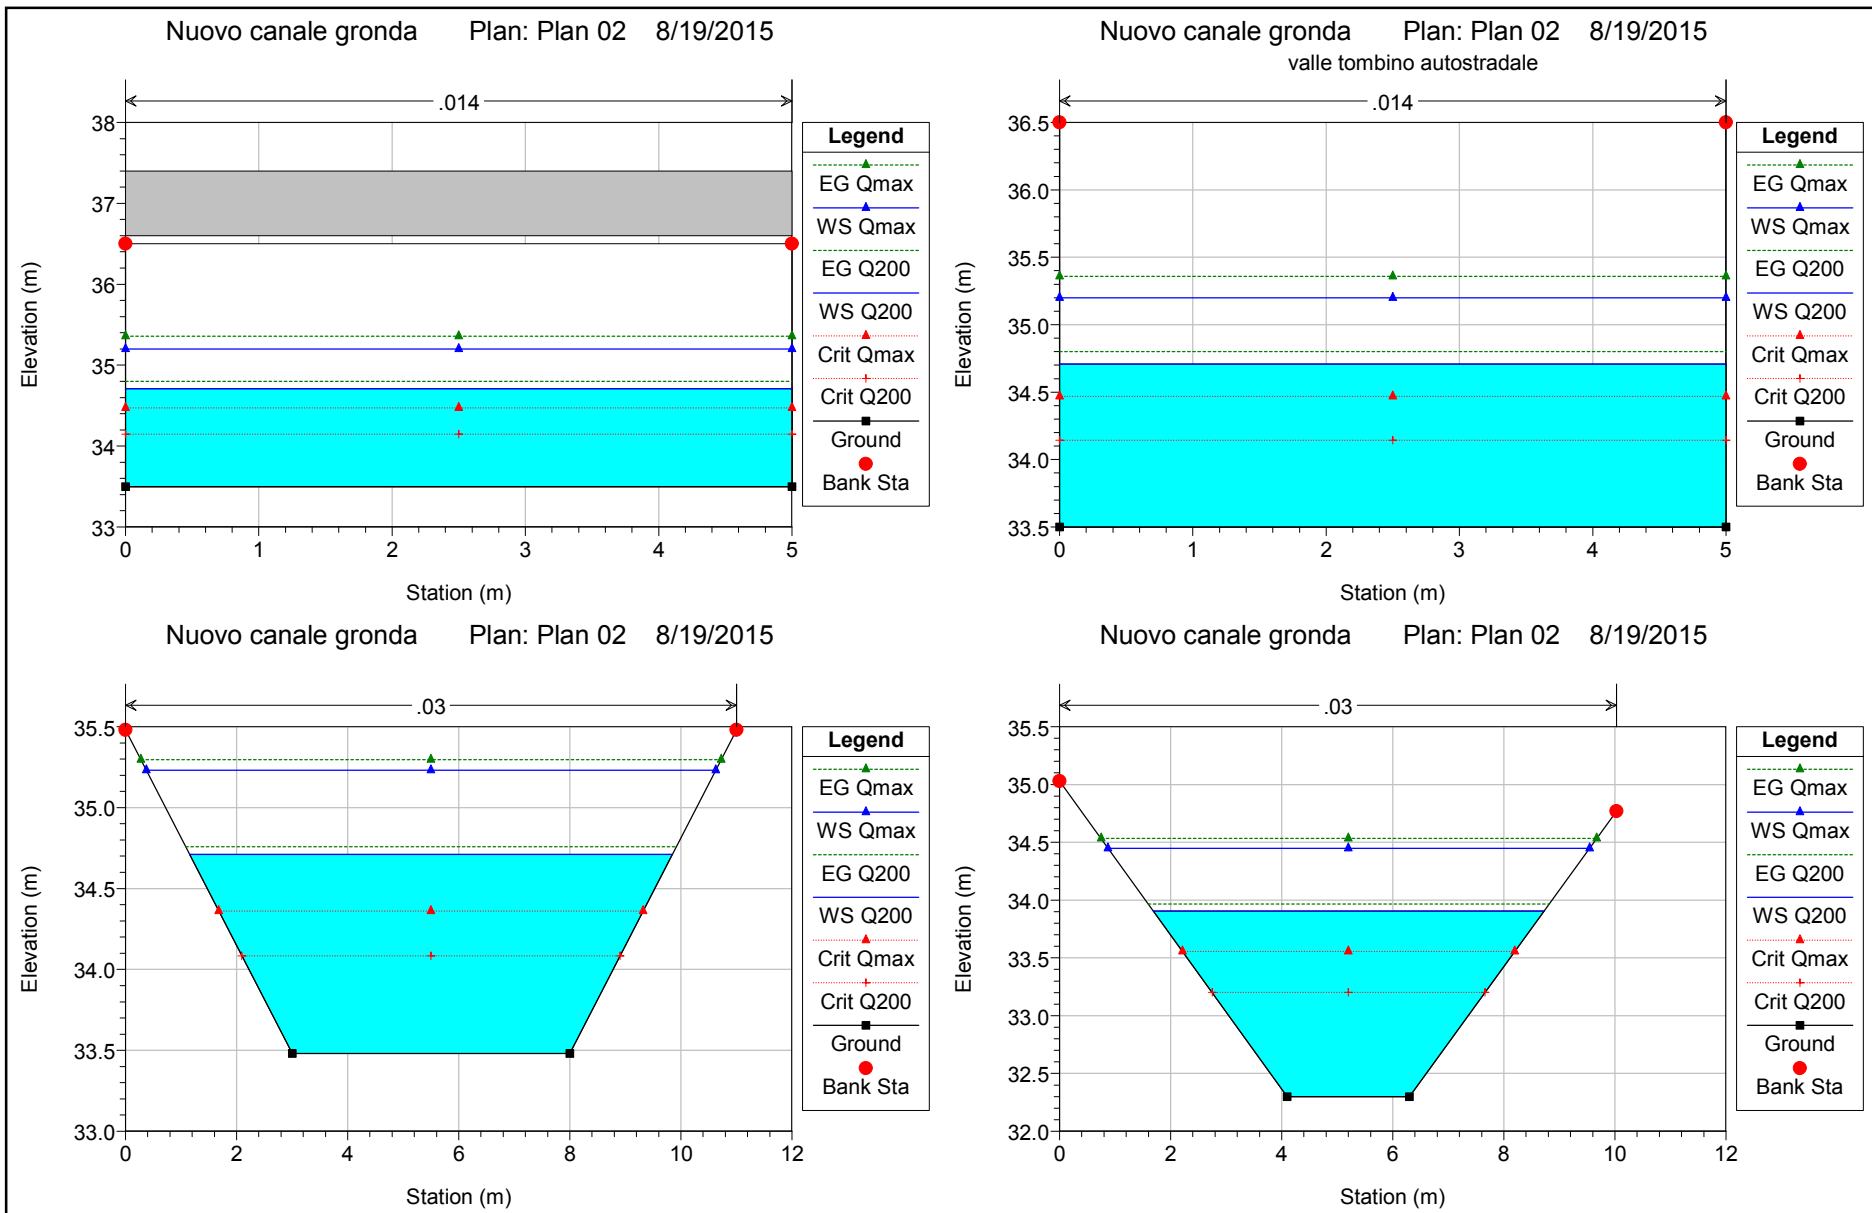 Nuovo canale gronda Plan: Plan 02 8/19/2015
.014
Elevation (m)
38
37
36
35
34
33
0 1 2 3 4 5
Station (m)
Legend
EG Qmax
WS Qmax
EG Q200
WS Q200
Crit Qmax
Crit Q200
Ground
Bank Sta
Nuovo canale gronda Plan: Plan 02 8/19/2015
valle tombino autostradale
.014
Elevation (m)
36.5
36.0
35.5
35.0
34.5
34.0
33.5
0 1 2 3 4 5
Station (m)
Legend
EG Qmax
WS Qmax
EG Q200
WS Q200
Crit Qmax
Crit Q200
Ground
Bank Sta
Nuovo canale gronda Plan: Plan 02 8/19/2015
.03
Elevation (m)
35.5
35.0
34.5
34.0
33.5
33.0
0 2 4 6 8 10 12
Station (m)
Legend
EG Qmax
WS Qmax
EG Q200
WS Q200
Crit Qmax
Crit Q200
Ground
Bank Sta
Nuovo canale gronda Plan: Plan 02 8/19/2015
.03
Elevation (m)
35.5
35.0
34.5
34.0
33.5
33.0
32.5
32.0
0 2 4 6 8 10 12
Station (m)
Legend
EG Qmax
WS Qmax
EG Q200
WS Q200
Crit Qmax
Crit Q200
Ground
Bank Sta